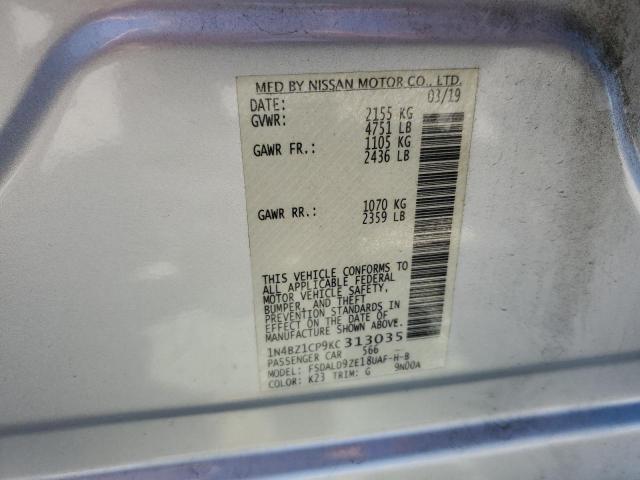 MFD BY NISSAN MOTOR CO., LTD.
DATE: 03/19
GVWR: 2155 KG
4751 LB
GAWR FR.: 1105 KG
2436 LB
GAWR RR.: 1070 KG
2359 LB
THIS VEHICLE CONFORMS TO
ALL APPLICABLE FEDERAL
MOTOR VEHICLE SAFETY,
BUMPER, AND THEFT
PREVENTION STANDARDS IN
EFFECT ON THE DATE OF
MANUFACTURE SHOWN ABOVE.
1N4BZ1CP9KC 313035
PASSENGER CAR 566
MODEL: FSDALD9ZE18UAF-H-B
COLOR: K23 TRIM: G 9N00A